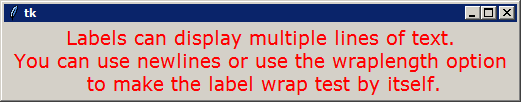 tk
Labels can display multiple lines of text.
You can use newlines or use the wraplength option
to make the label wrap test by itself.